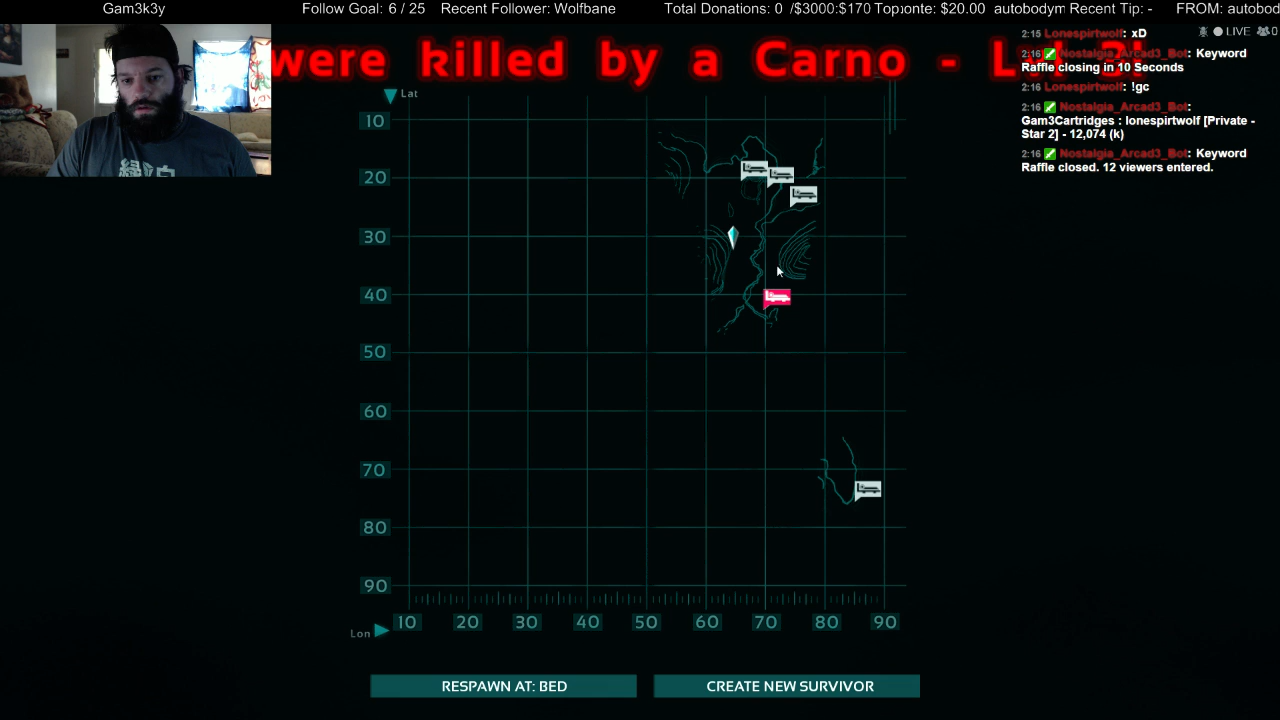 Gam3k3y Follow Goal: 6 / 25 Recent Follower: Wolfbane Total Donations: 0 /$3000:$170 $20.00 autobodym Recent Tip: - FROM: autobod
were killed by a Carno -
LIVE 0
2:15 Lonespirtwolf: xD
2:16 Nostalgia_Arcad3_Bot: Keyword
Raffle closing in 10 Seconds
2:16 Lonespirtwolf: !gc
2:16 Nostalgia_Arcad3_Bot:
Gam3Cartridges : lonespirtwolf [Private -
Star 2] - 12,074 (k)
2:16 Nostalgia_Arcad3_Bot: Keyword
Raffle closed. 12 viewers entered.
Lat
10
20
30
40
50
60
70
80
90
Lon
10 20 30 40 50 60 70 80 90
RESPAWN AT: BED
CREATE NEW SURVIVOR